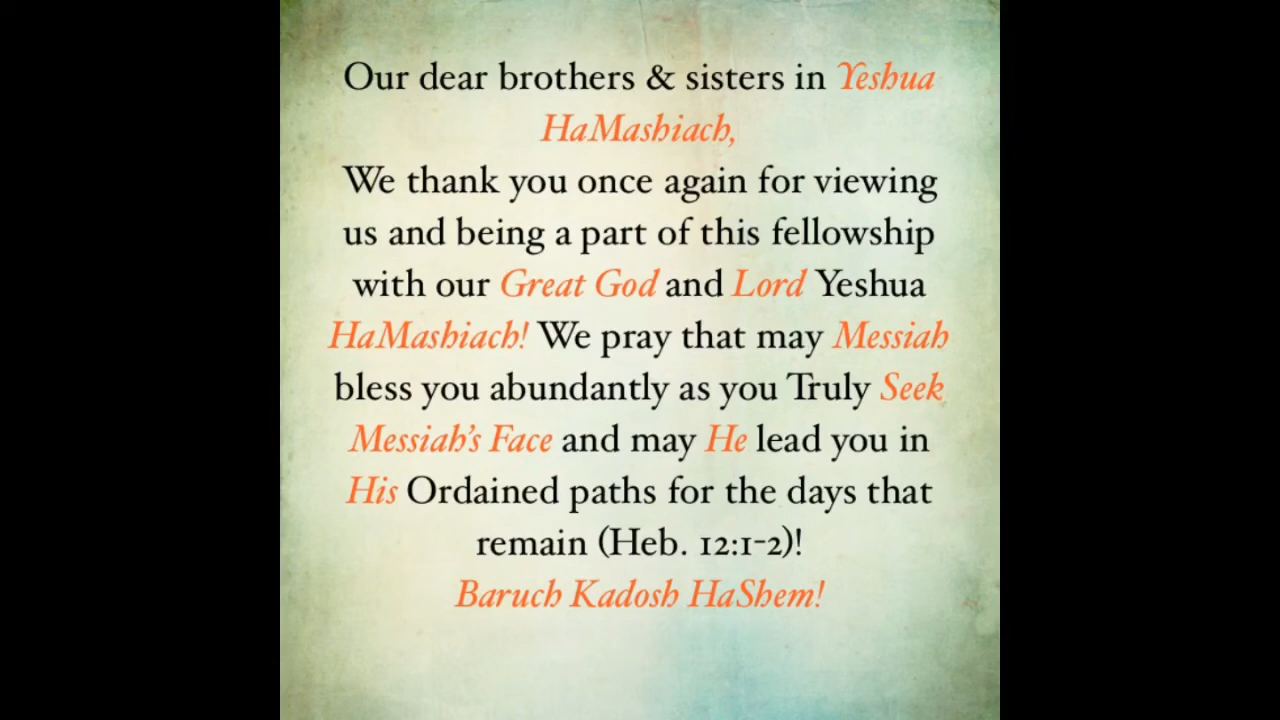 Our dear brothers & sisters in Yeshua
HaMashiach,
We thank you once again for viewing
us and being a part of this fellowship
with our Great God and Lord Yeshua
HaMashiach! We pray that may Messiah
bless you abundantly as you Truly Seek
Messiah's Face and may He lead you in
His Ordained paths for the days that
remain (Heb. 12:1-2)!
Baruch Kadosh HaShem!